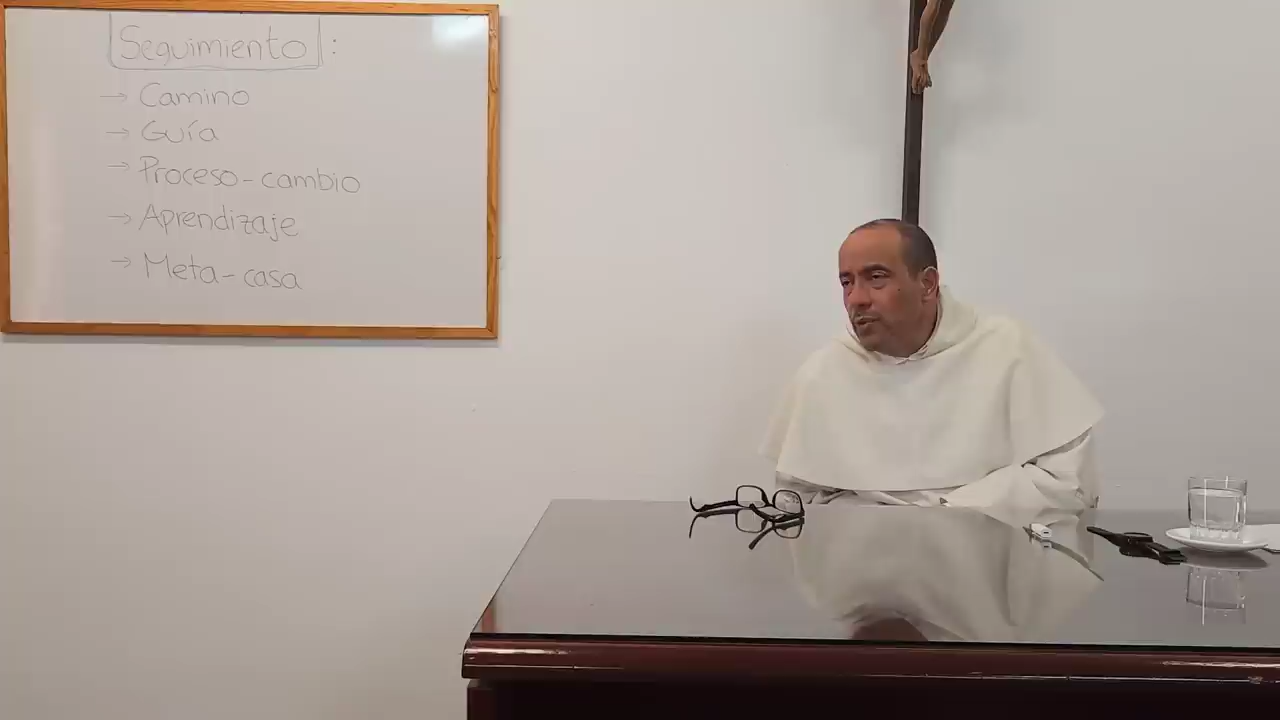 Seguimiento :
→ Camino
→ Guía
→ Proceso-cambio
→ Aprendizaje
→ Meta-casa